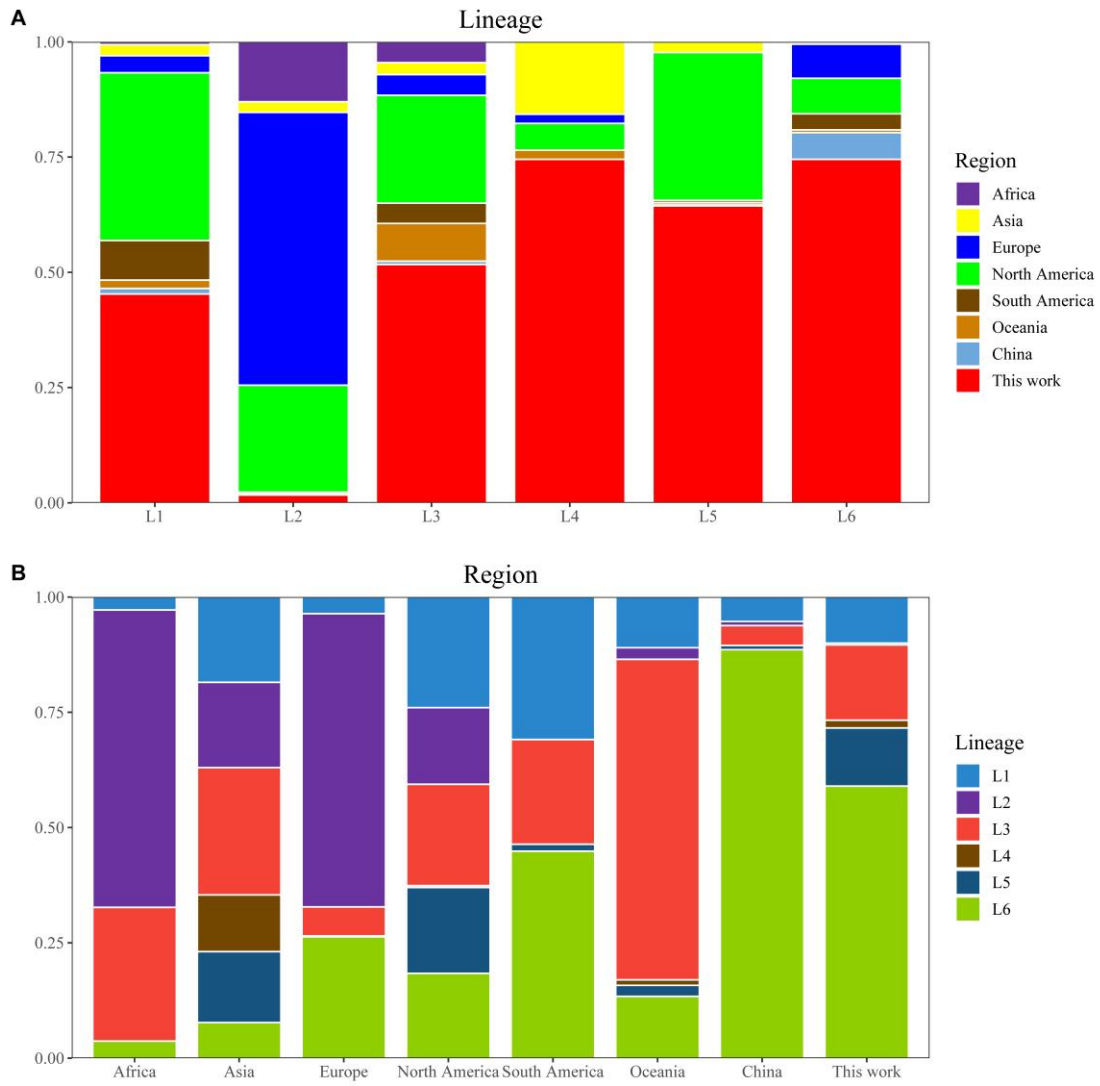 A
Lineage
1.00
0.75
0.50
0.25
0.00
L1 L2 L3 L4 L5 L6
Region
Africa
Asia
Europe
North America
South America
Oceania
China
This work
B
Region
1.00
0.75
0.50
0.25
0.00
Africa Asia Europe North America South America Oceania China This work
Lineage
L1
L2
L3
L4
L5
L6